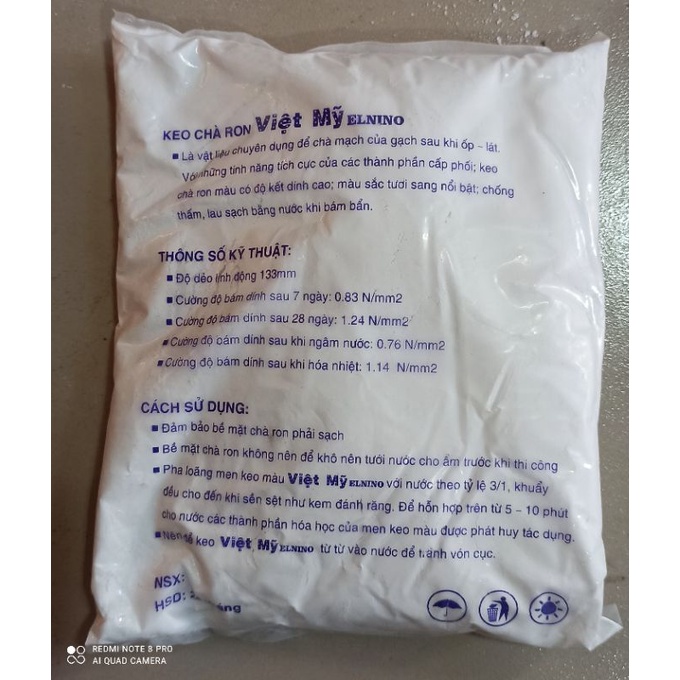 KEO CHÀ RON Việt Mỹ ELNINO
▪ Là vật liệu chuyên dụng để chà mạch của gạch sau khi ốp - lát.
Với những tính năng tích cực của các thành phần cấp phối; keo
chà ron màu có độ kết dính cao; màu sắc tươi sang nổi bật; chống
thấm, lau sạch bằng nước khi bám bẩn.
THÔNG SỐ KỸ THUẬT:
▪ Độ dẻo tính động 133mm
▪ Cường độ bám dính sau 7 ngày: 0.83 N/mm2
▪ Cường độ bám dính sau 28 ngày: 1.24 N/mm2
▪ Cường độ bám dính sau khi ngâm nước: 0.76 N/mm2
▪ Cường độ bám dính sau khi hóa nhiệt: 1.14 N/mm2
CÁCH SỬ DỤNG:
▪ Đảm bảo bề mặt chà ron phải sạch
▪ Bề mặt chà ron không nên để khô nên tưới nước cho ẩm trước khi thi công
▪ Pha loãng men keo màu Việt Mỹ ELNINO với nước theo tỷ lệ 3/1, khuấy
đều cho đến khi sền sệt như kem đánh răng. Để hỗn hợp trên từ 5 - 10 phút
cho nước các thành phần hóa học của men keo màu được phát huy tác dụng.
▪ Nên đổ keo Việt Mỹ ELNINO từ từ vào nước để tránh vón cục.
NSX:
HSD: tháng
REDMI NOTE 8 PRO
AI QUAD CAMERA